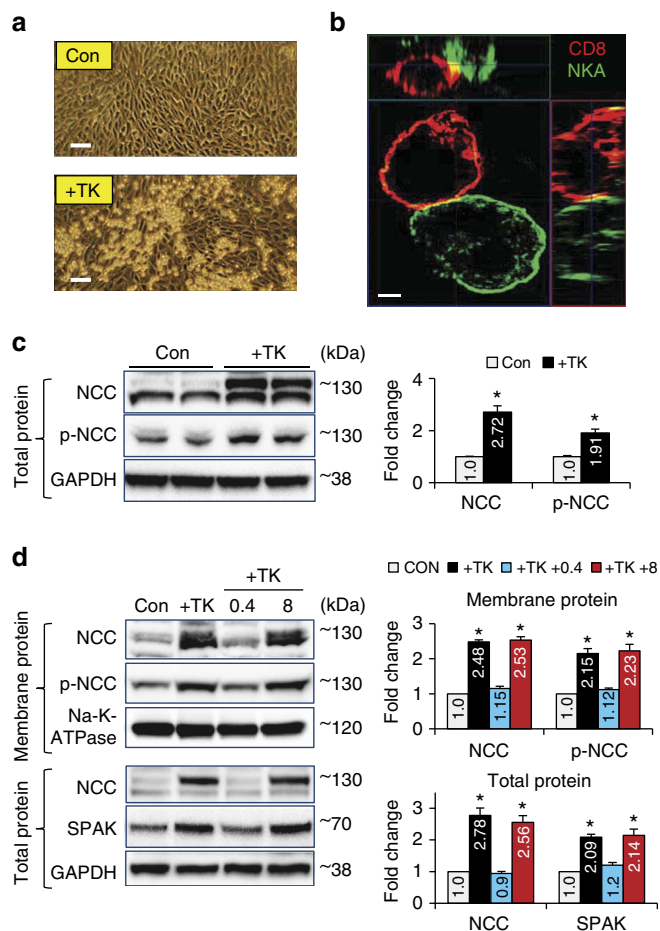 a
Con
+TK
b
CD8
NKA
c
Con +TK (kDa)
Total protein
NCC ~130
p-NCC ~130
GAPDH ~38
Con +TK
Fold change
4
2
0
1.0 2.72 * 1.0 1.91 *
NCC p-NCC
d
+TK
Con +TK 0.4 8 (kDa)
Membrane protein
NCC ~130
p-NCC ~130
Na-K-
ATPase ~120
Total protein
NCC ~130
SPAK ~70
GAPDH ~38
CON +TK +TK +0.4 +TK +8
Membrane protein
Fold change
3
2
1
0
1.0 2.48 * 1.15 2.53 * 1.0 2.15 * 1.12 2.23 *
NCC p-NCC
Total protein
Fold change
3
2
1
0
1.0 2.78 * 0.9 2.56 * 1.0 2.09 * 1.2 2.14 *
NCC SPAK